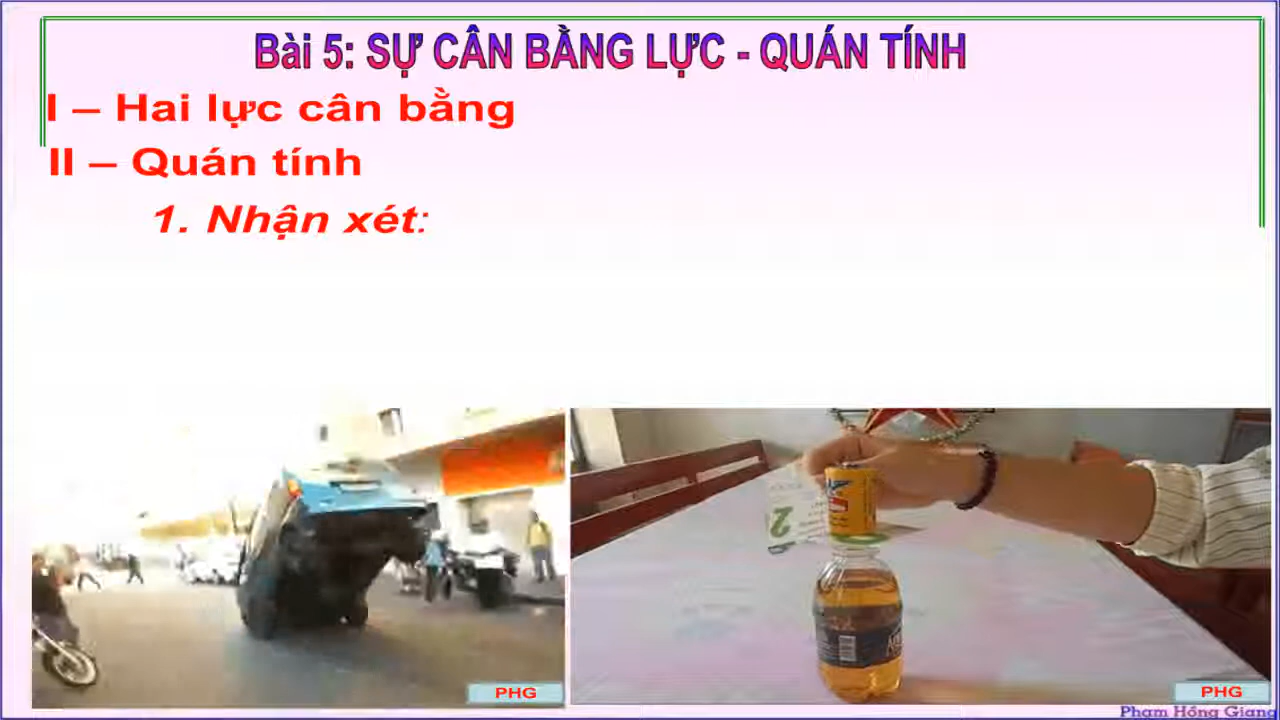 Bài 5: SỰ CÂN BẰNG LỰC - QUÁN TÍNH
I – Hai lực cân bằng
II – Quán tính
1. Nhận xét:
2
PHG
PHG
Phạm Hồng Giang